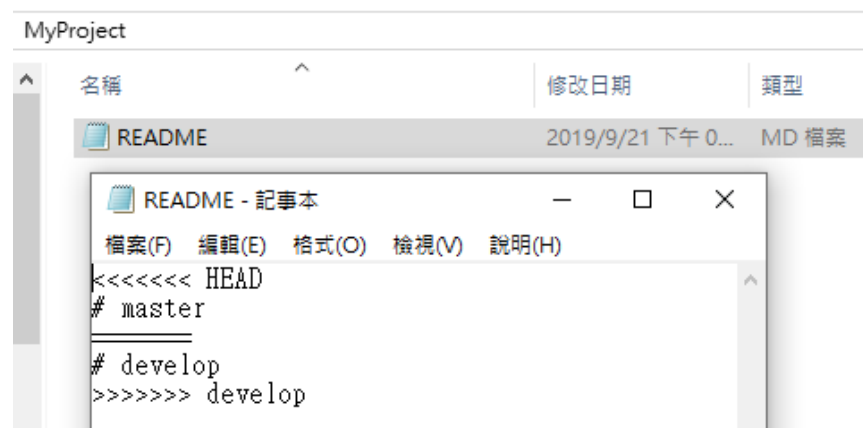 MyProject
名稱 修改日期 類型
README 2019/9/21 下午 0... MD 檔案
README - 記事本
檔案(F) 編輯(E) 格式(O) 檢視(V) 說明(H)
<<<<<<< HEAD
# master
=======
# develop
>>>>>>> develop